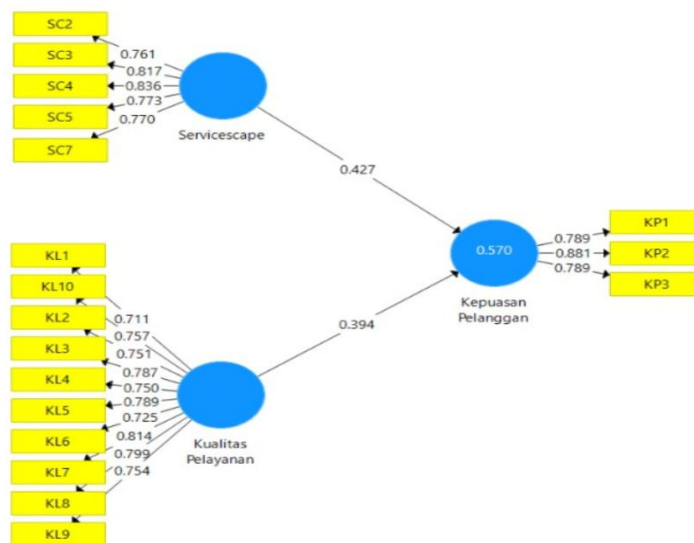 SC2
SC3
SC4
SC5
SC7
0.761
0.817
0.836
0.773
0.770
Servicescape
0.427
KL1
KL10
KL2
KL3
KL4
KL5
KL6
KL7
KL8
KL9
0.711
0.757
0.751
0.787
0.750
0.789
0.725
0.814
0.799
0.754
Kualitas
Pelayanan
0.394
0.570
Kepuasan
Pelanggan
0.789
0.881
0.789
KP1
KP2
KP3